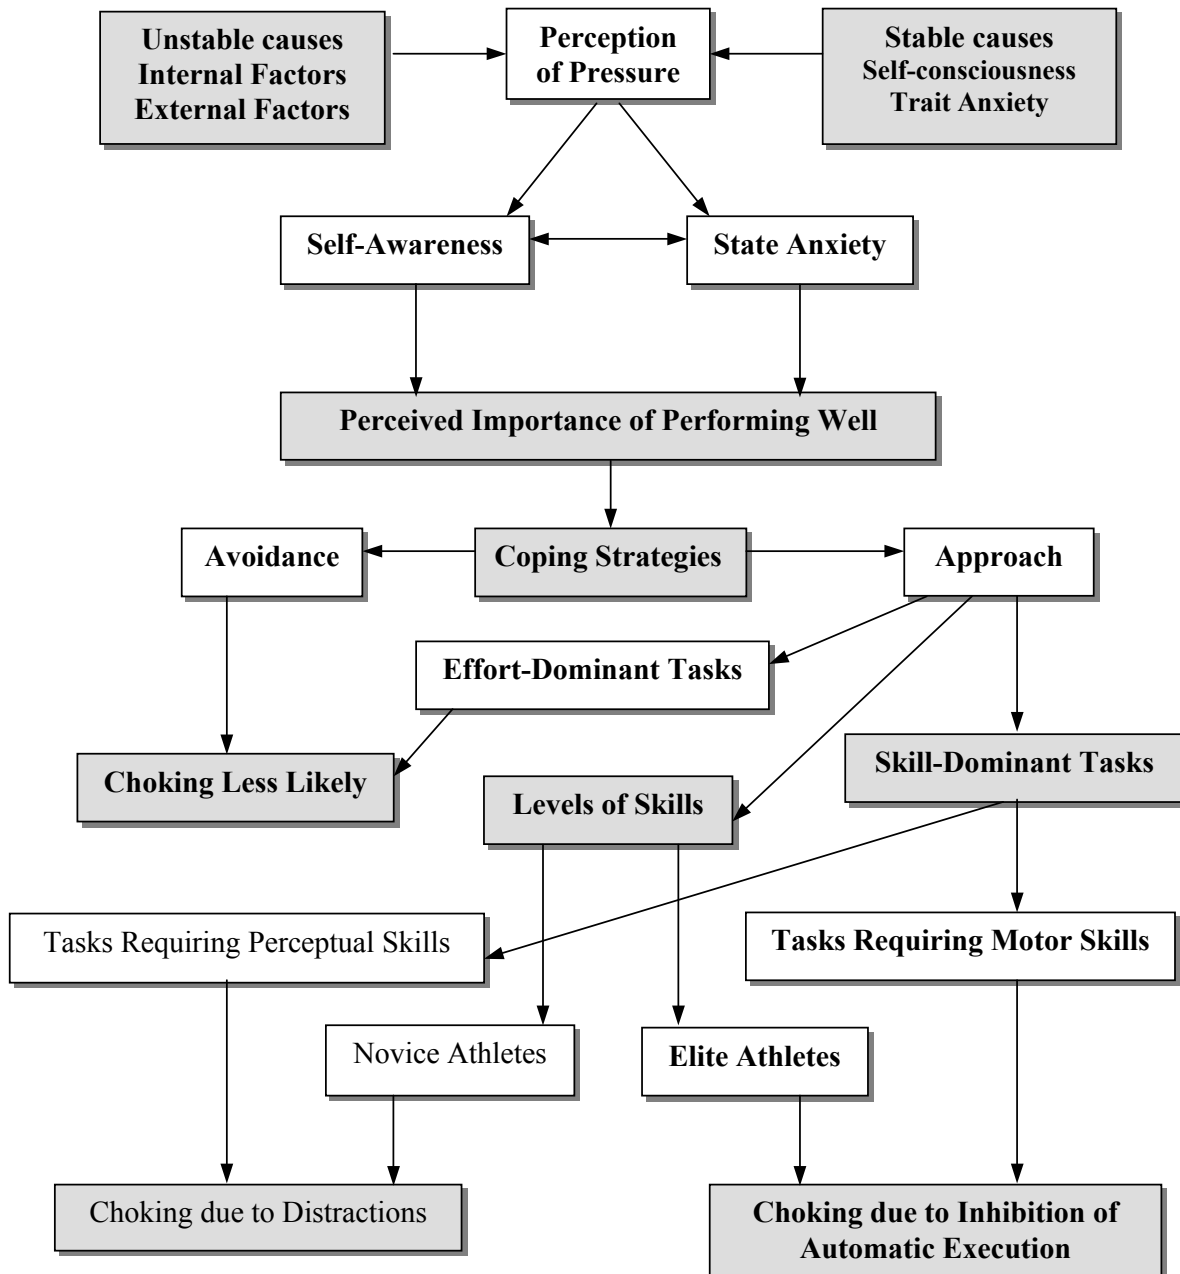 Unstable causes
Internal Factors
External Factors
Perception
of Pressure
Stable causes
Self-consciousness
Trait Anxiety
Self-Awareness
State Anxiety
Perceived Importance of Performing Well
Avoidance
Coping Strategies
Approach
Effort-Dominant Tasks
Choking Less Likely
Levels of Skills
Skill-Dominant Tasks
Tasks Requiring Perceptual Skills
Tasks Requiring Motor Skills
Novice Athletes
Elite Athletes
Choking due to Distractions
Choking due to Inhibition of
Automatic Execution